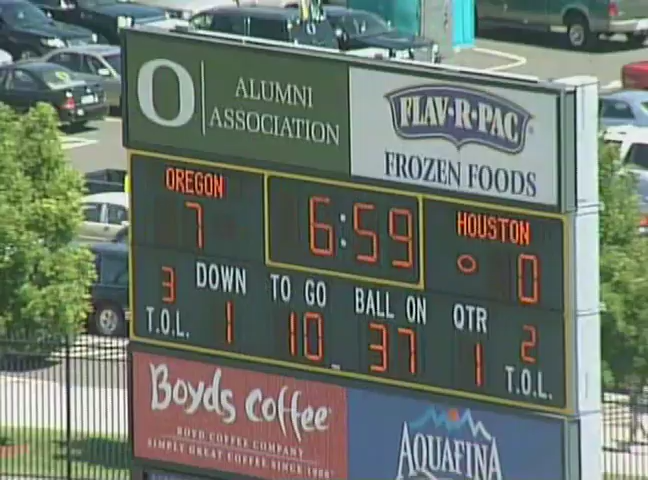 O ALUMNI
ASSOCIATION
FLAV·R·PAC
FROZEN FOODS
OREGON
7
6:59
HOUSTON
0
3
T.O.L.
DOWN
1
TO GO
10
BALL ON
37
QTR
1
2
T.O.L.
Boyds coffee
BOYD COFFEE COMPANY
SIMPLY GREAT COFFEE SINCE 1900
AQUAFINA